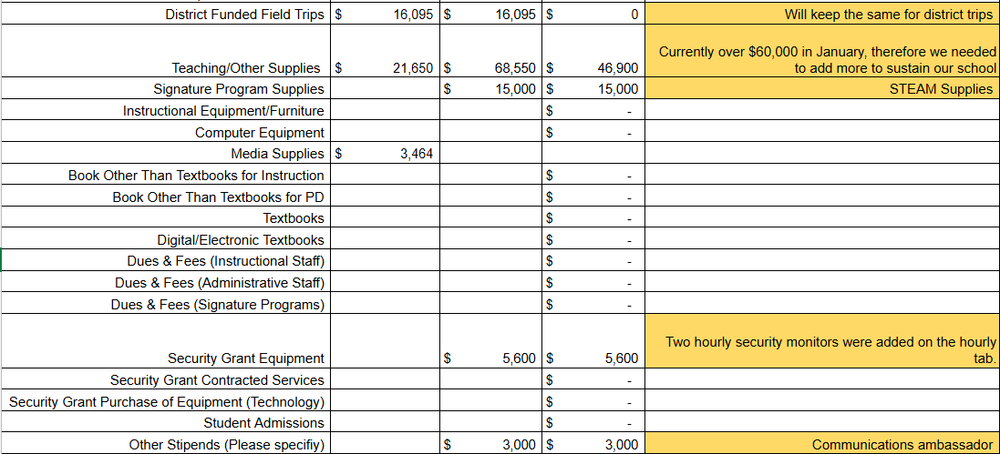 District Funded Field Trips $ 16,095 $ 16,095 $ 0 Will keep the same for district trips
Currently over $60,000 in January, therefore we needed
Teaching/Other Supplies $ 21,650 $ 68,550 $ 46,900 to add more to sustain our school
Signature Program Supplies $ 15,000 $ 15,000 STEAM Supplies
Instructional Equipment/Furniture $ -
Computer Equipment $ -
Media Supplies $ 3,464
Book Other Than Textbooks for Instruction $ -
Book Other Than Textbooks for PD $ -
Textbooks $ -
Digital/Electronic Textbooks $ -
Dues & Fees (Instructional Staff) $ -
Dues & Fees (Administrative Staff) $ -
Dues & Fees (Signature Programs) $ -
Two hourly security monitors were added on the hourly
Security Grant Equipment $ 5,600 $ 5,600 tab.
Security Grant Contracted Services $ -
Security Grant Purchase of Equipment (Technology) $ -
Student Admissions $ -
Other Stipends (Please specifiy) $ 3,000 $ 3,000 Communications ambassador